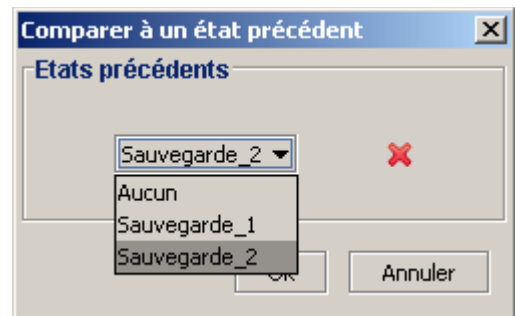 Comparer à un état précédent
Etats précédents
Sauvegarde_2
Aucun
Sauvegarde_1
Sauvegarde_2
Annuler